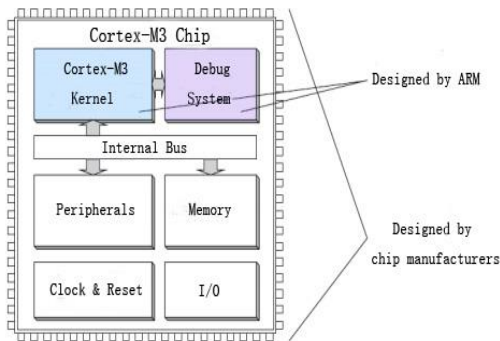 Cortex-M3 Chip
Cortex-M3
Kernel
Debug
System
Designed by ARM
Internal Bus
Peripherals
Memory
Designed by
chip manufacturers
Clock & Reset
I/O